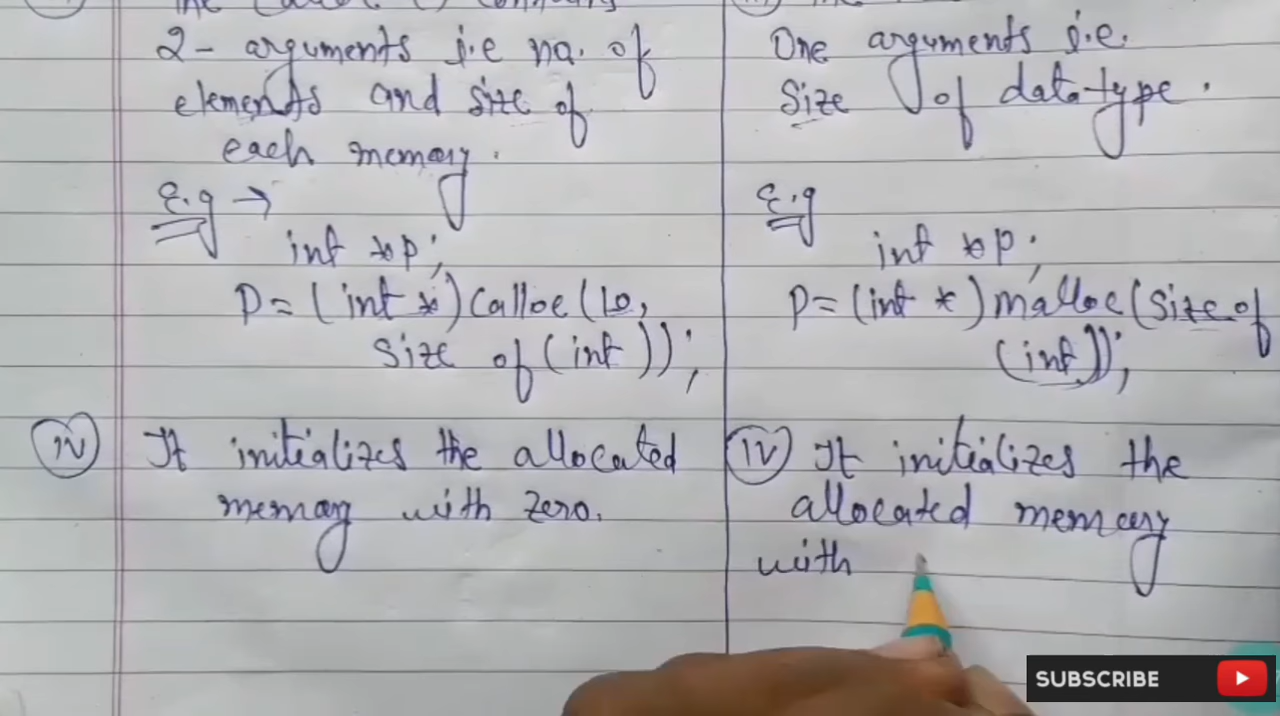 2- arguments i.e no. of
elements and size of
each memory.
E.g →
int *p;
P=(int *)Calloc(10,
Size of (int));
(iv) It initializes the allocated
memory with zero.
One arguments i.e.
Size of data-type.
E.g
int *p;
P=(int *)malloc(Size of
(int));
(iv) It initializes the
allocated memory
with
SUBSCRIBE